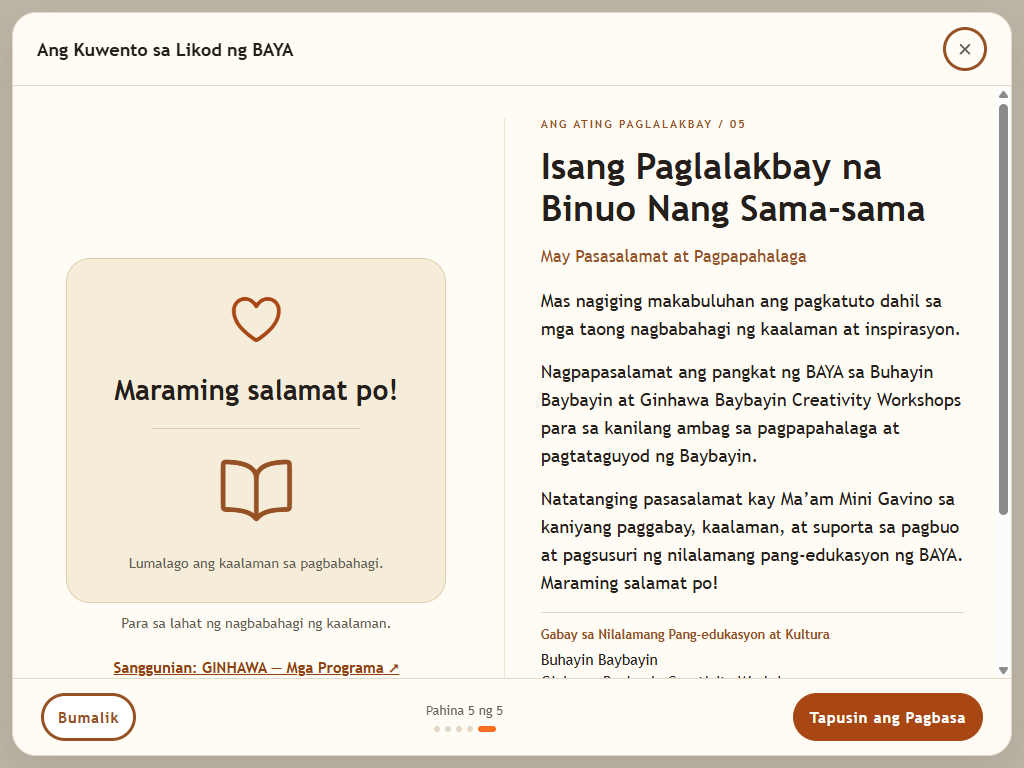 Ang Kuwento sa Likod ng BAYA
Maraming salamat po!
Lumalago ang kaalaman sa pagbabahagi.
Para sa lahat ng nagbabahagi ng kaalaman.
Sanggunian: GINHAWA — Mga Programa ↗
ANG ATING PAGLALAKBAY / 05
Isang Paglalakbay na
Binuo Nang Sama-sama
May Pasasalamat at Pagpapahalaga
Mas nagiging makabuluhan ang pagkatuto dahil sa
mga taong nagbabahagi ng kaalaman at inspirasyon.
Nagpapasalamat ang pangkat ng BAYA sa Buhayin
Baybayin at Ginhawa Baybayin Creativity Workshops
para sa kanilang ambag sa pagpapahalaga at
pagtataguyod ng Baybayin.
Natatanging pasasalamat kay Ma’am Mini Gavino sa
kaniyang paggabay, kaalaman, at suporta sa pagbuo
at pagsusuri ng nilalamang pang-edukasyon ng BAYA.
Maraming salamat po!
Gabay sa Nilalamang Pang-edukasyon at Kultura
Buhayin Baybayin
Bumalik
Pahina 5 ng 5
Tapusin ang Pagbasa